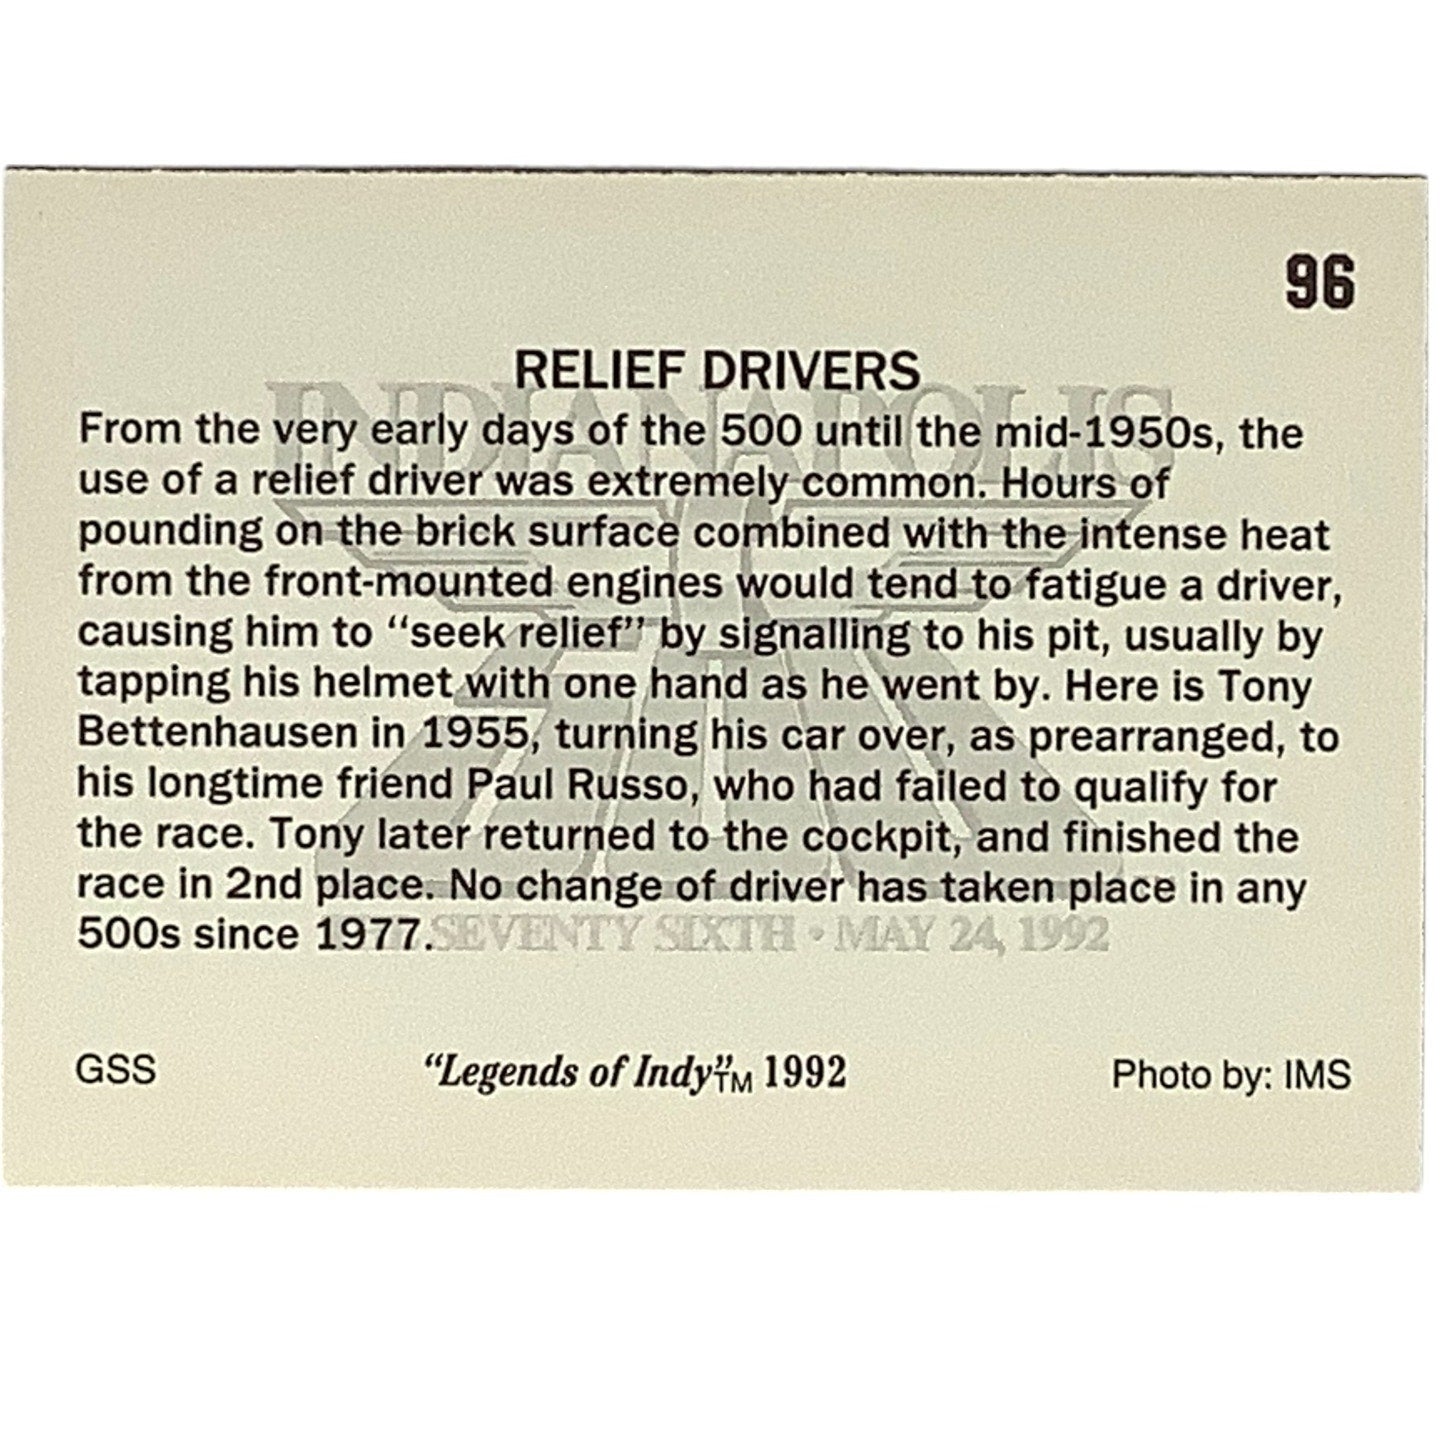 96
RELIEF DRIVERS
From the very early days of the 500 until the mid-1950s, the
use of a relief driver was extremely common. Hours of
pounding on the brick surface combined with the intense heat
from the front-mounted engines would tend to fatigue a driver,
causing him to “seek relief” by signalling to his pit, usually by
tapping his helmet with one hand as he went by. Here is Tony
Bettenhausen in 1955, turning his car over, as prearranged, to
his longtime friend Paul Russo, who had failed to qualify for
the race. Tony later returned to the cockpit, and finished the
race in 2nd place. No change of driver has taken place in any
500s since 1977.
INDIANAPOLIS
500
SEVENTY SIXTH · MAY 24, 1992
GSS
“Legends of Indy”™ 1992
Photo by: IMS